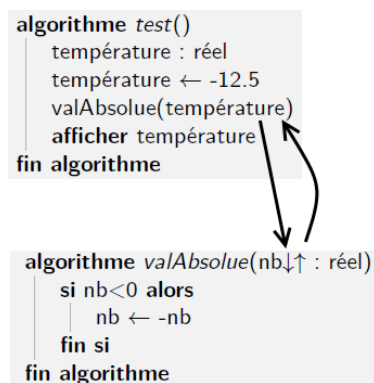 algorithme test()
température : réel
température ← -12.5
valAbsolue(température)
afficher température
fin algorithme
algorithme valAbsolue(nb↓↑ : réel)
si nb<0 alors
nb ← -nb
fin si
fin algorithme